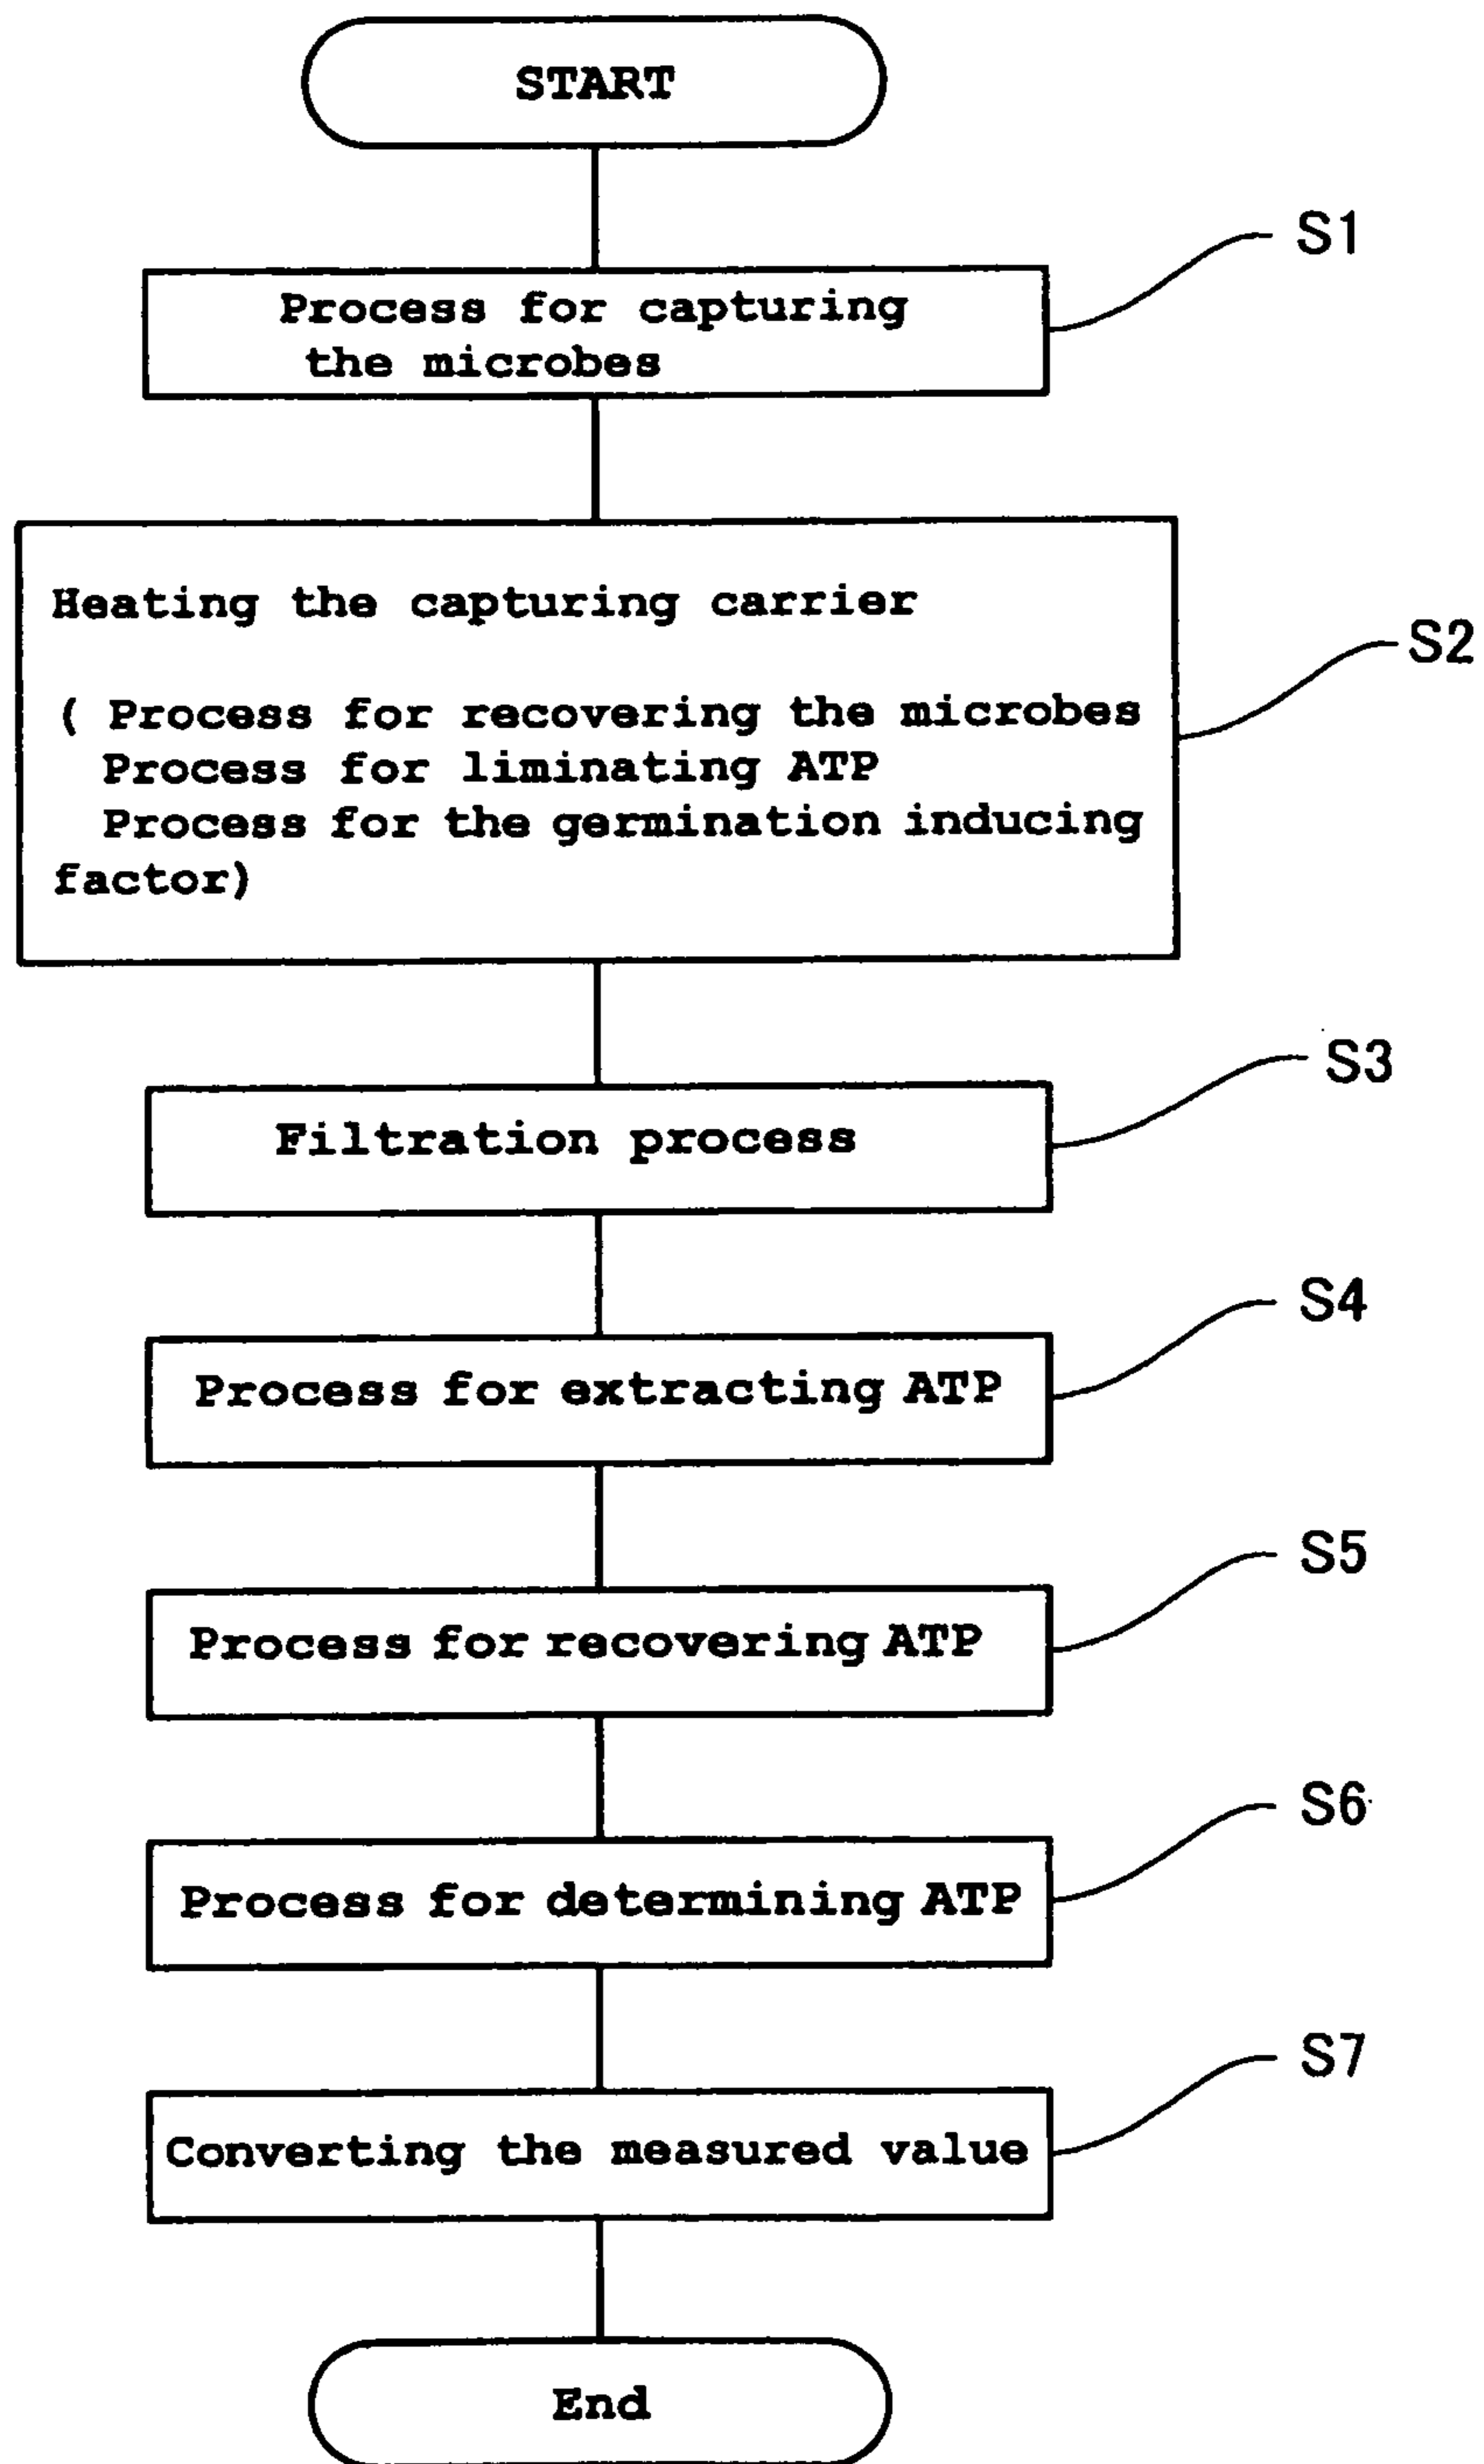 START
S1
Process for capturing
the microbes
Heating the capturing carrier
S2
( Process for recovering the microbes
Process for liminating ATP
Process for the germination inducing
factor)
S3
Filtration process
S4
Process for extracting ATP
S5
Process for recovering ATP
S6
Process for determining ATP
S7
Converting the measured value
End